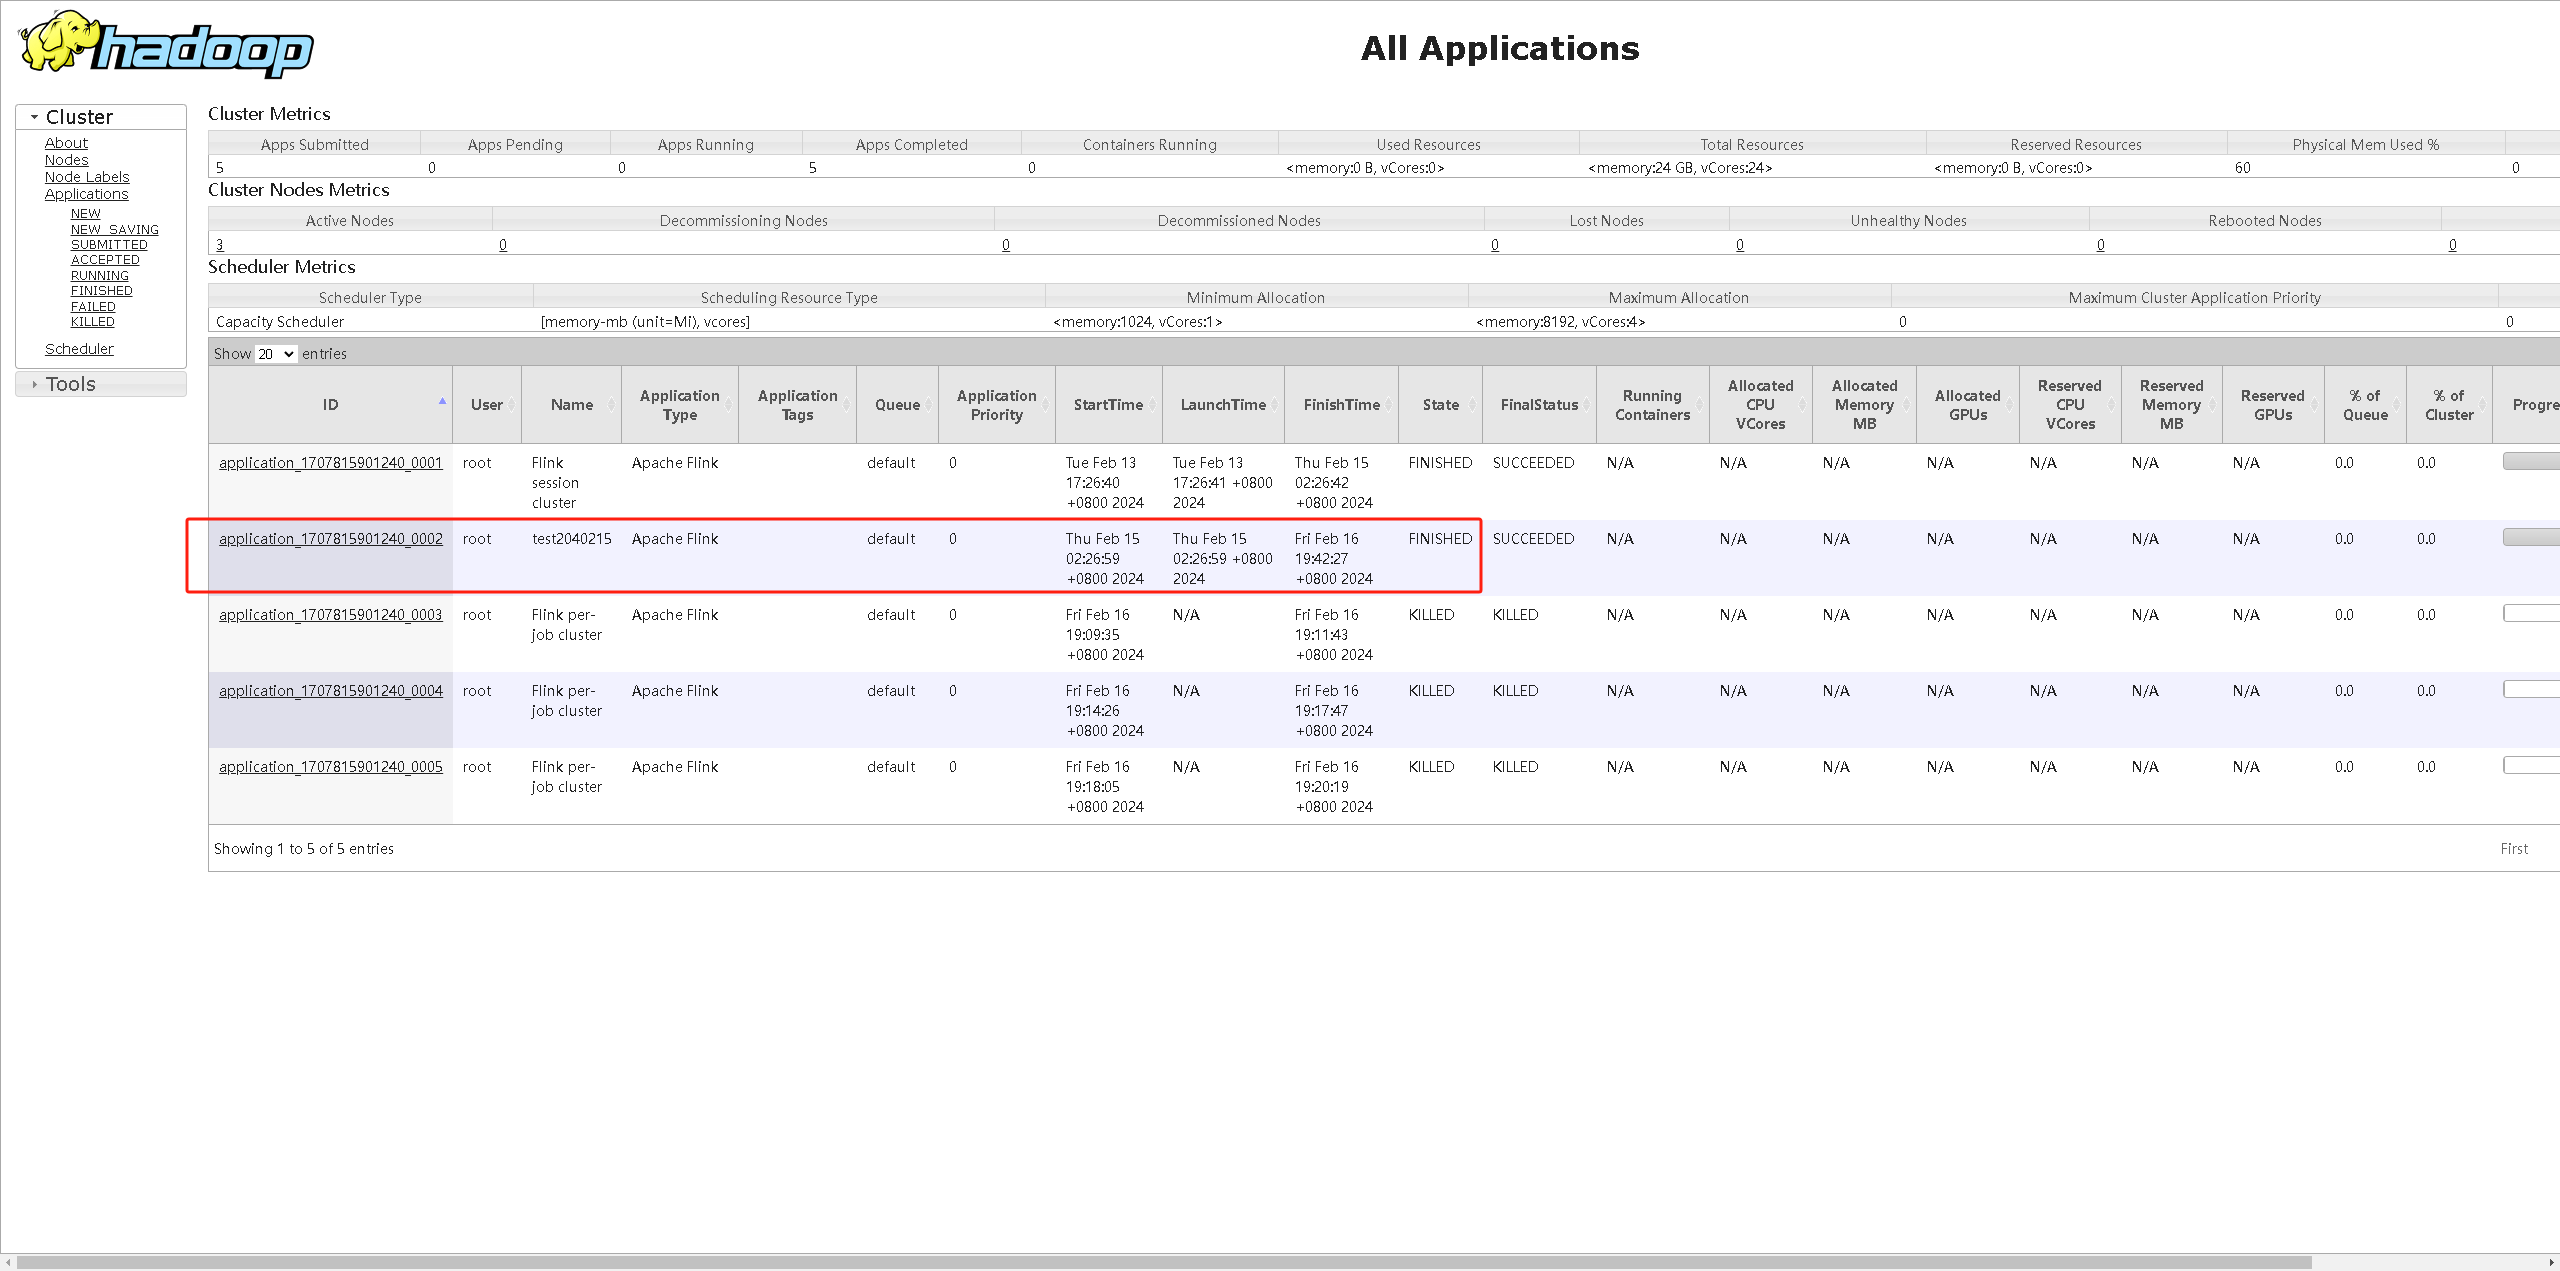 hadoop
All Applications
Cluster
About
Nodes
Node Labels
Applications
NEW
NEW_SAVING
SUBMITTED
ACCEPTED
RUNNING
FINISHED
FAILED
KILLED
Scheduler
Tools
Cluster Metrics
Apps Submitted Apps Pending Apps Running Apps Completed Containers Running Used Resources Total Resources Reserved Resources Physical Mem Used %
5 0 0 5 0 <memory:0 B, vCores:0> <memory:24 GB, vCores:24> <memory:0 B, vCores:0> 60 0
Cluster Nodes Metrics
Active Nodes Decommissioning Nodes Decommissioned Nodes Lost Nodes Unhealthy Nodes Rebooted Nodes
3 0 0 0 0 0 0
Scheduler Metrics
Scheduler Type Scheduling Resource Type Minimum Allocation Maximum Allocation Maximum Cluster Application Priority
Capacity Scheduler [memory-mb (unit=Mi), vcores] <memory:1024, vCores:1> <memory:8192, vCores:4> 0 0
Show 20 entries
ID User Name Application Type Application Tags Queue Application Priority StartTime LaunchTime FinishTime State FinalStatus Running Containers Allocated CPU VCores Allocated Memory MB Allocated GPUs Reserved CPU VCores Reserved Memory MB Reserved GPUs % of Queue % of Cluster Progre
application_1707815901240_0001 root Flink session cluster Apache Flink default 0 Tue Feb 13 17:26:40 +0800 2024 Tue Feb 13 17:26:41 +0800 2024 Thu Feb 15 02:26:42 +0800 2024 FINISHED SUCCEEDED N/A N/A N/A N/A N/A N/A N/A 0.0 0.0
application_1707815901240_0002 root test2040215 Apache Flink default 0 Thu Feb 15 02:26:59 +0800 2024 Thu Feb 15 02:26:59 +0800 2024 Fri Feb 16 19:42:27 +0800 2024 FINISHED SUCCEEDED N/A N/A N/A N/A N/A N/A N/A 0.0 0.0
application_1707815901240_0003 root Flink per-job cluster Apache Flink default 0 Fri Feb 16 19:09:35 +0800 2024 N/A Fri Feb 16 19:11:43 +0800 2024 KILLED KILLED N/A N/A N/A N/A N/A N/A N/A 0.0 0.0
application_1707815901240_0004 root Flink per-job cluster Apache Flink default 0 Fri Feb 16 19:14:26 +0800 2024 N/A Fri Feb 16 19:17:47 +0800 2024 KILLED KILLED N/A N/A N/A N/A N/A N/A N/A 0.0 0.0
application_1707815901240_0005 root Flink per-job cluster Apache Flink default 0 Fri Feb 16 19:18:05 +0800 2024 N/A Fri Feb 16 19:20:19 +0800 2024 KILLED KILLED N/A N/A N/A N/A N/A N/A N/A 0.0 0.0
Showing 1 to 5 of 5 entries First